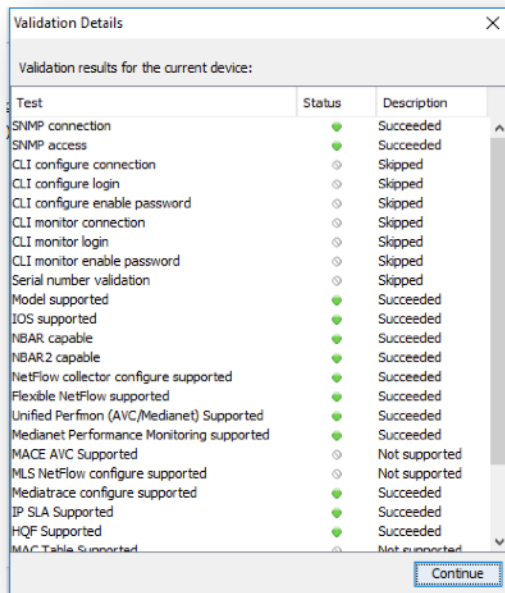 Validation Details
Validation results for the current device:
Test Status Description
SNMP connection Succeeded
SNMP access Succeeded
CLI configure connection Skipped
CLI configure login Skipped
CLI configure enable password Skipped
CLI monitor connection Skipped
CLI monitor login Skipped
CLI monitor enable password Skipped
Serial number validation Skipped
Model supported Succeeded
IOS supported Succeeded
NBAR capable Succeeded
NBAR2 capable Succeeded
NetFlow collector configure supported Succeeded
Flexible NetFlow supported Succeeded
Unified Perfmon (AVC/Medianet) Supported Succeeded
Medianet Performance Monitoring supported Succeeded
MACE AVC Supported Not supported
MLS NetFlow configure supported Not supported
Mediatrace configure supported Succeeded
IP SLA Supported Succeeded
HQF Supported Succeeded
MAC Table Supported Not supported
Continue